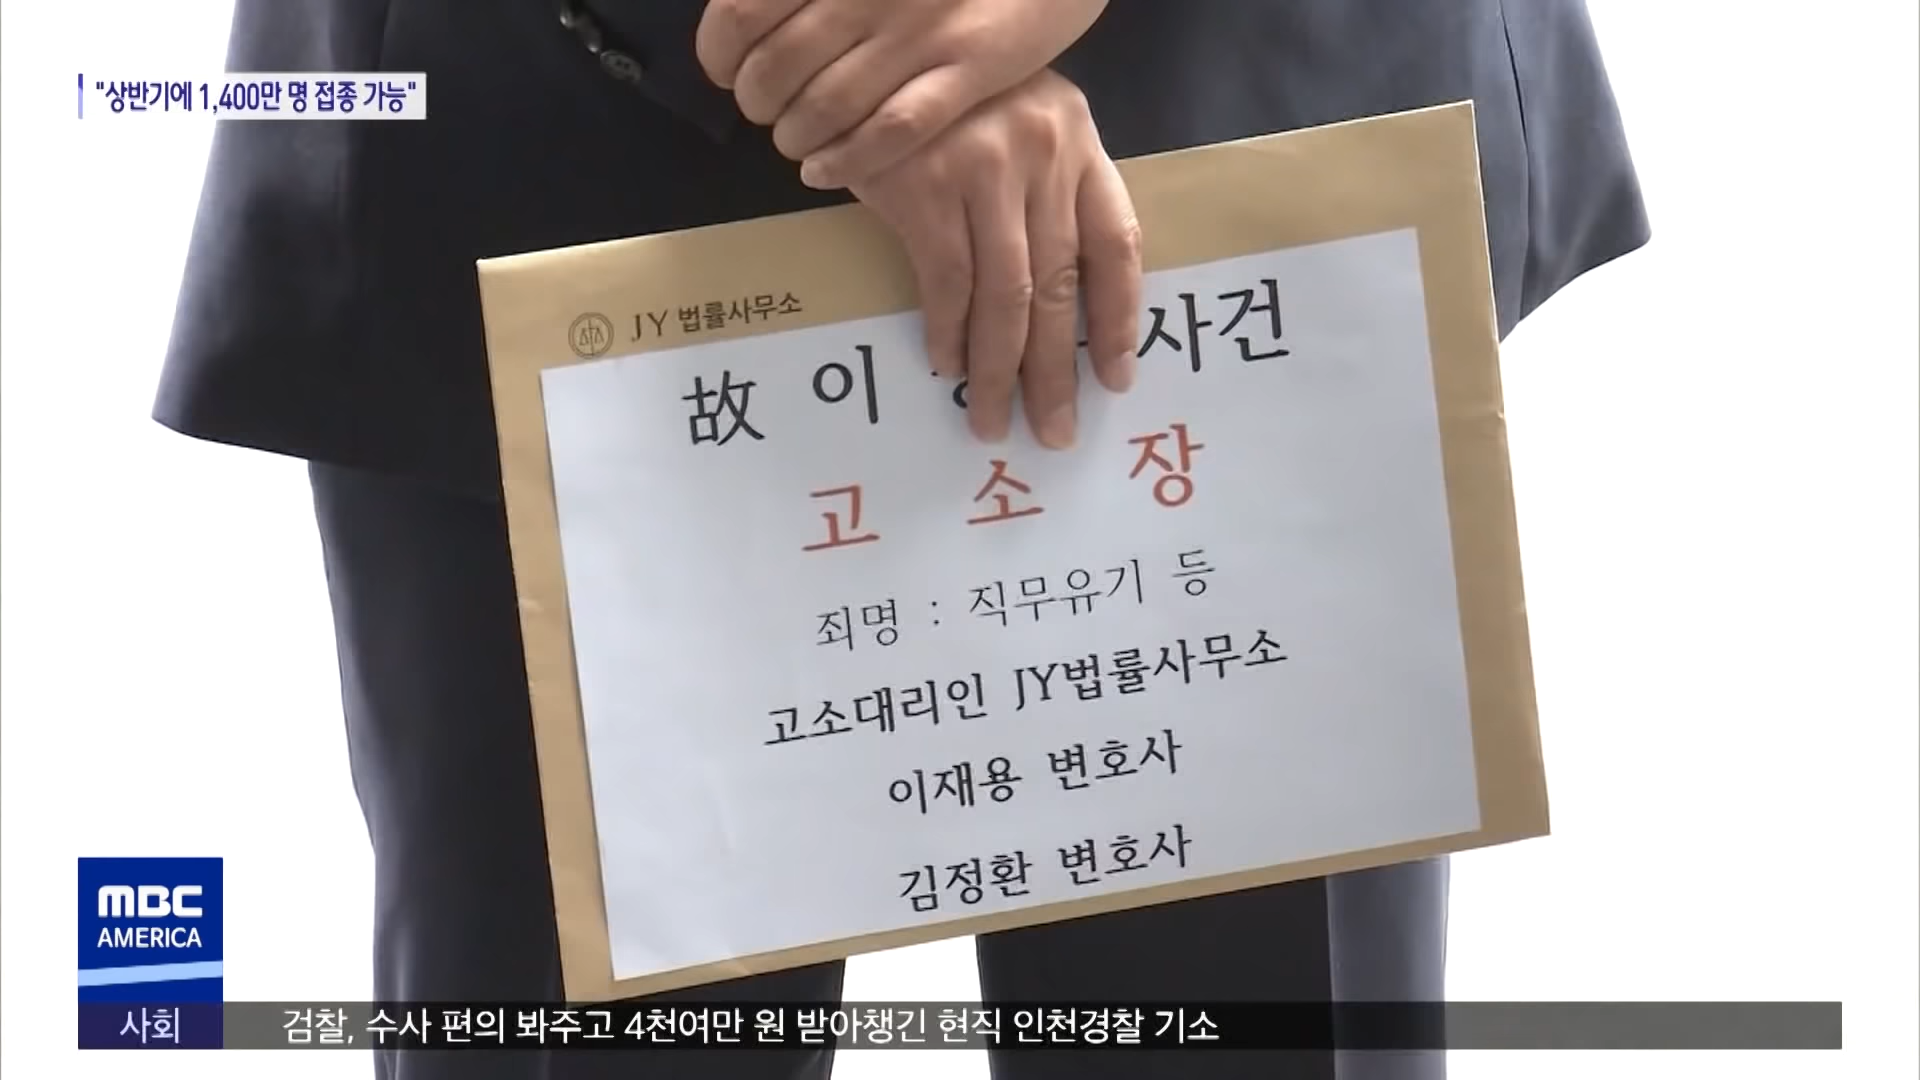 "상반기에 1,400만 명 접종 가능"
JY 법률사무소
故 이 사건
고 소 장
죄명 : 직무유기 등
고소대리인 JY법률사무소
이재용 변호사
김정환 변호사
MBC
AMERICA
사회 검찰, 수사 편의 봐주고 4천여만 원 받아챙긴 현직 인천경찰 기소